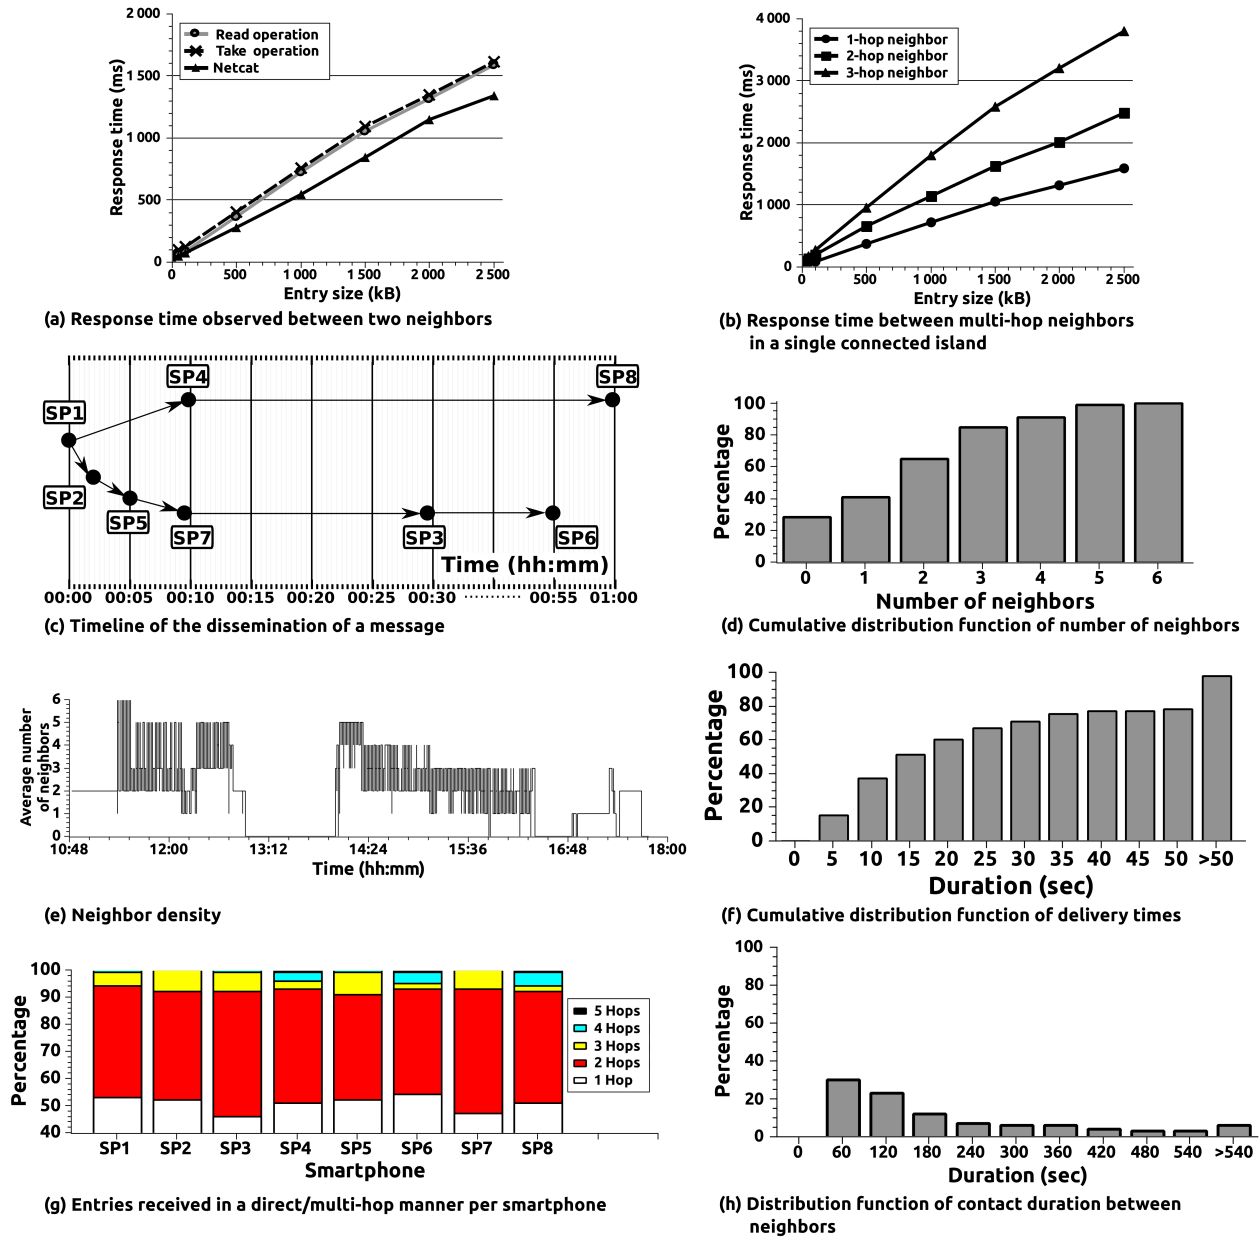 2 000
1 500
1 000
500
0
Response time (ms)
Read operation
Take operation
Netcat
0 500 1 000 1 500 2 000 2 500
Entry size (kB)
(a) Response time observed between two neighbors
4 000
3 000
2 000
1 000
0
Response time (ms)
1-hop neighbor
2-hop neighbor
3-hop neighbor
0 500 1 000 1 500 2 000 2 500
Entry size (kB)
(b) Response time between multi-hop neighbors
in a single connected island
SP4
SP8
SP1
SP2
SP5
SP7
SP3
SP6
Time (hh:mm)
00:00 00:05 00:10 00:15 00:20 00:25 00:30 00:55 01:00
(c) Timeline of the dissemination of a message
100
80
60
40
20
0
Percentage
0 1 2 3 4 5 6
Number of neighbors
(d) Cumulative distribution function of number of neighbors
6
5
4
3
2
1
0
Average number
of neighbors
10:48 12:00 13:12 14:24 15:36 16:48 18:00
Time (hh:mm)
(e) Neighbor density
100
80
60
40
20
0
Percentage
0 5 10 15 20 25 30 35 40 45 50 >50
Duration (sec)
(f) Cumulative distribution function of delivery times
100
90
80
70
60
50
40
Percentage
5 Hops
4 Hops
3 Hops
2 Hops
1 Hop
SP1 SP2 SP3 SP4 SP5 SP6 SP7 SP8
Smartphone
(g) Entries received in a direct/multi-hop manner per smartphone
100
80
60
40
20
0
Percentage
0 60 120 180 240 300 360 420 480 540 >540
Duration (sec)
(h) Distribution function of contact duration between
neighbors